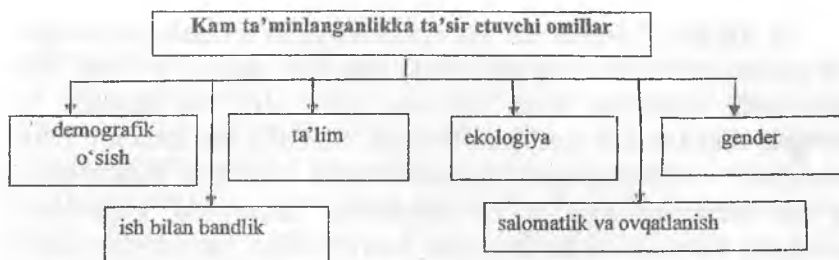 Kam ta’minlanganlikka ta’sir etuvchi omillar
demografik
o‘sish
ta’lim
ekologiya
gender
ish bilan bandlik
salomatlik va ovqatlanish